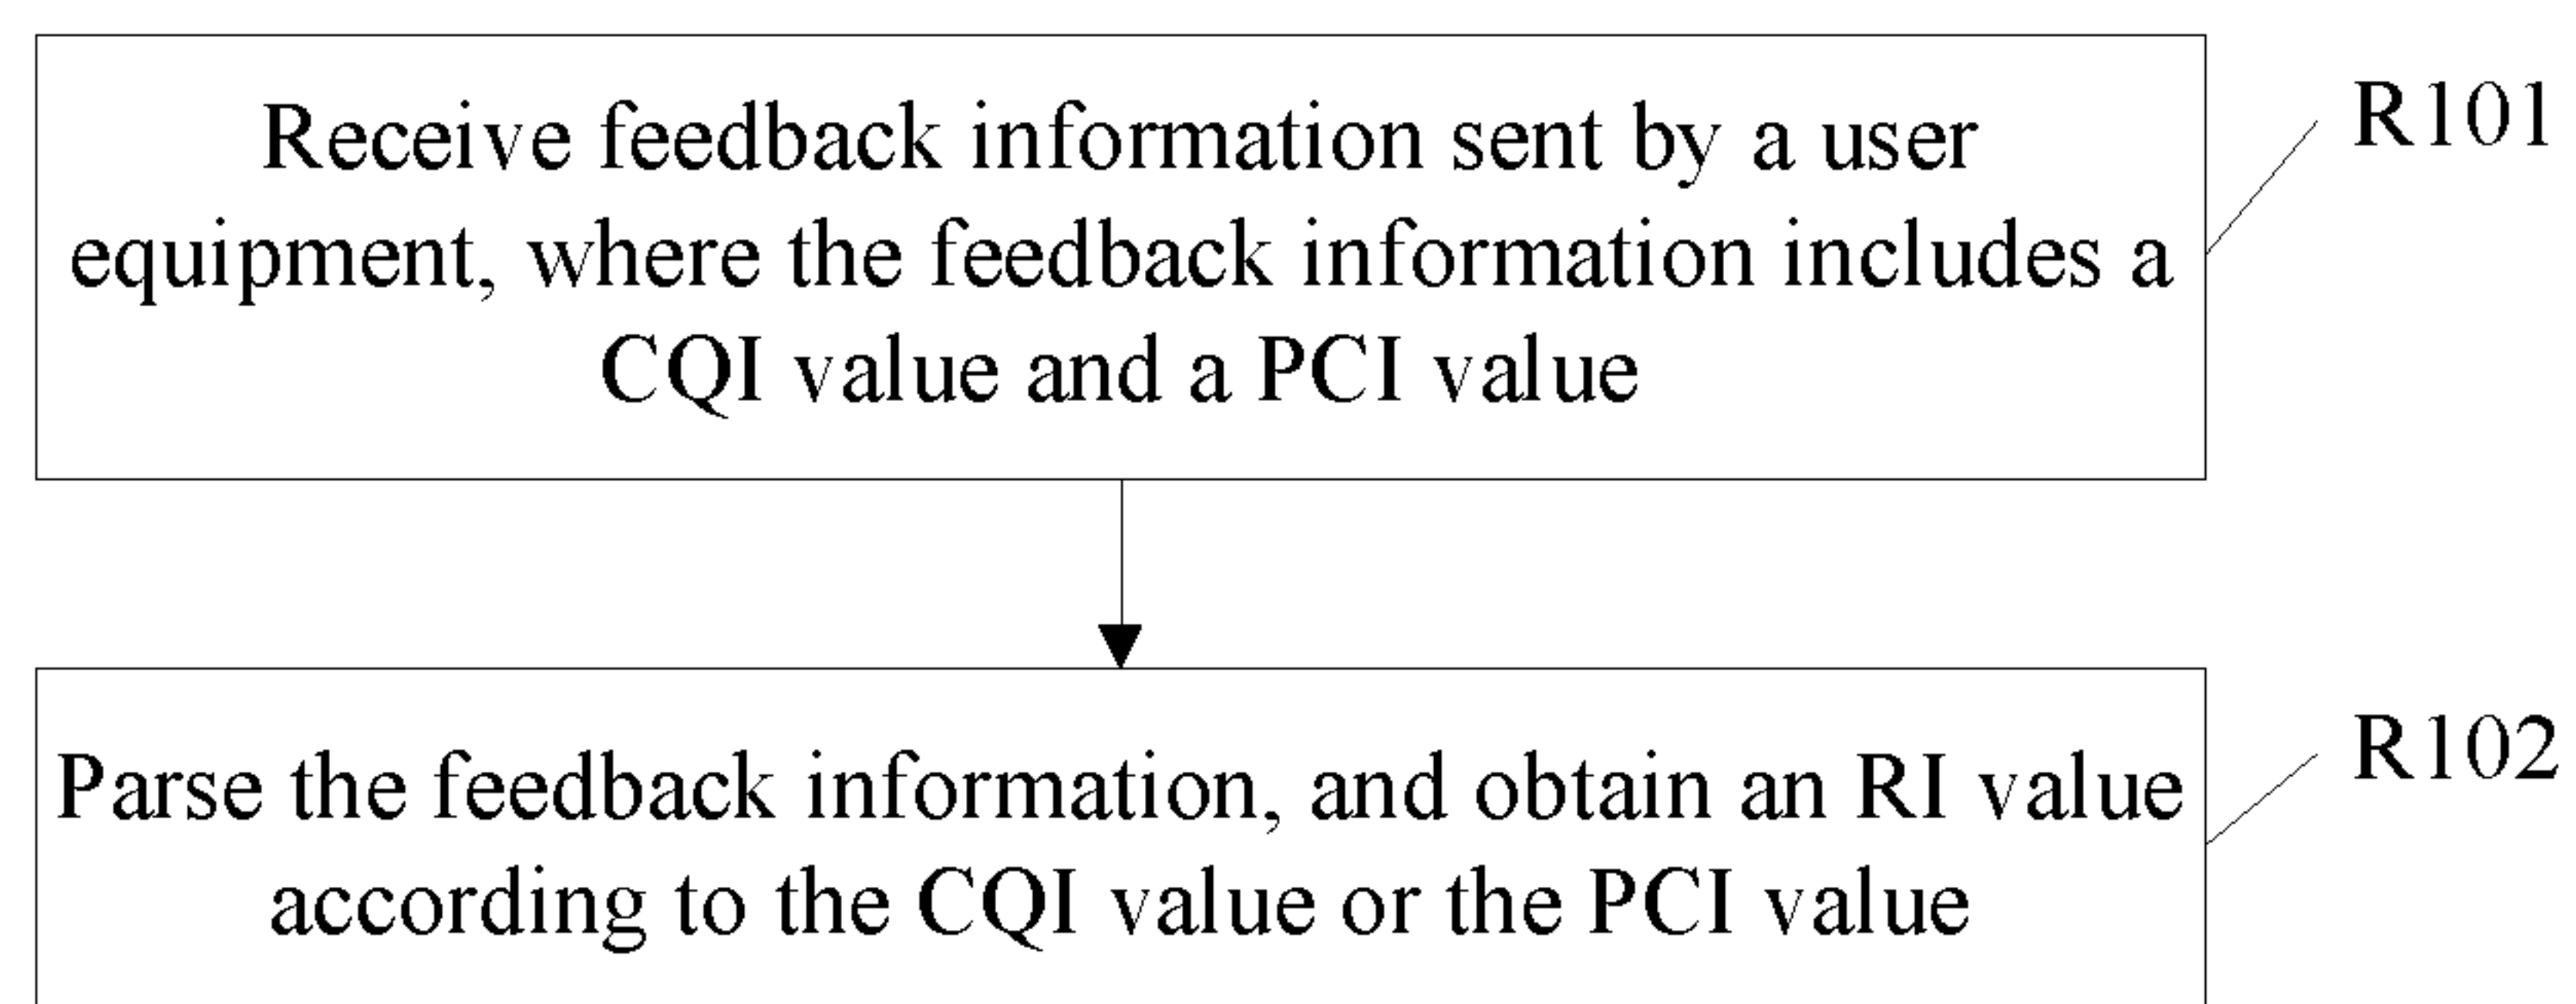 Receive feedback information sent by a user
equipment, where the feedback information includes a
CQI value and a PCI value
R101
Parse the feedback information, and obtain an RI value
according to the CQI value or the PCI value
R102